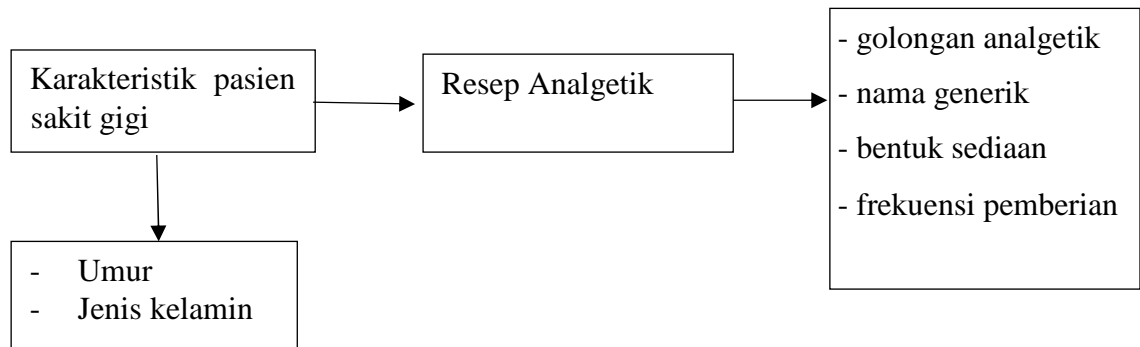 Karakteristik pasien
sakit gigi
Resep Analgetik
- golongan analgetik
- nama generik
- bentuk sediaan
- frekuensi pemberian
- Umur
- Jenis kelamin